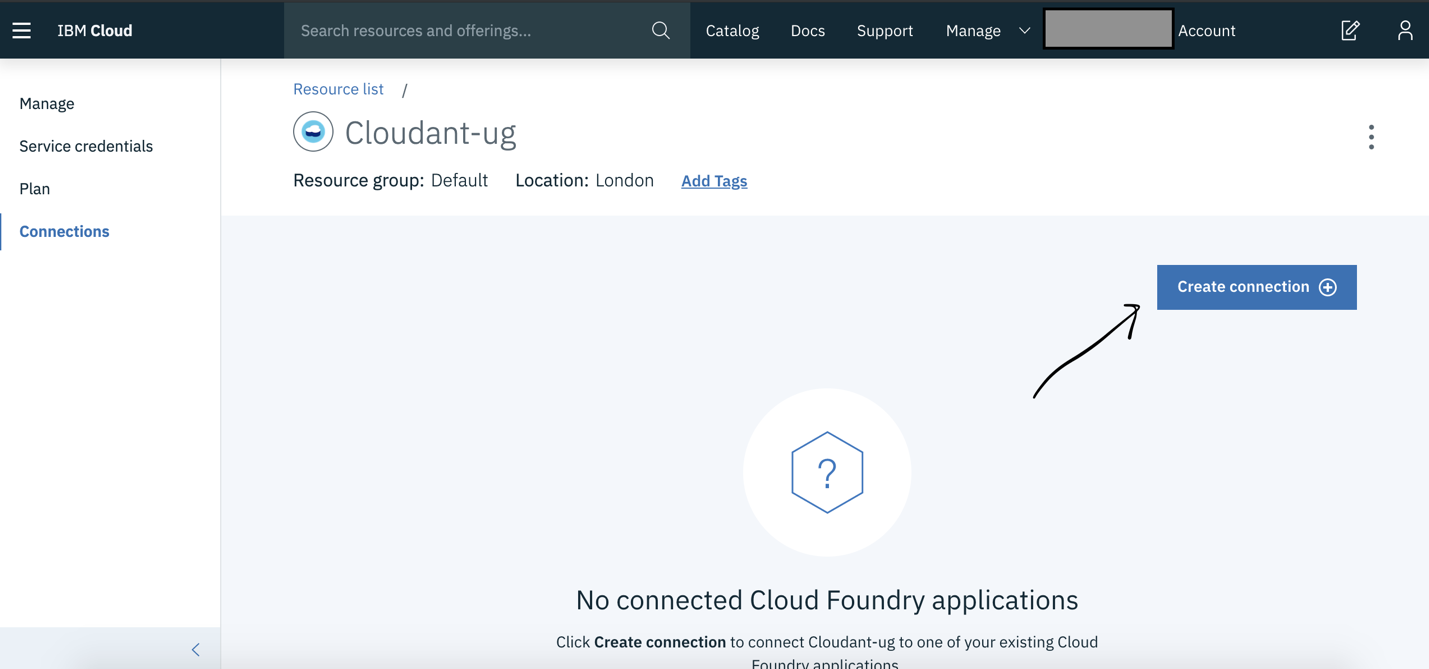 IBM Cloud
Search resources and offerings...
Catalog Docs Support Manage Account
Manage
Service credentials
Plan
Connections
Resource list /
Cloudant-ug
Resource group: Default Location: London Add Tags
Create connection
?
No connected Cloud Foundry applications
Click Create connection to connect Cloudant-ug to one of your existing Cloud
Foundry applications